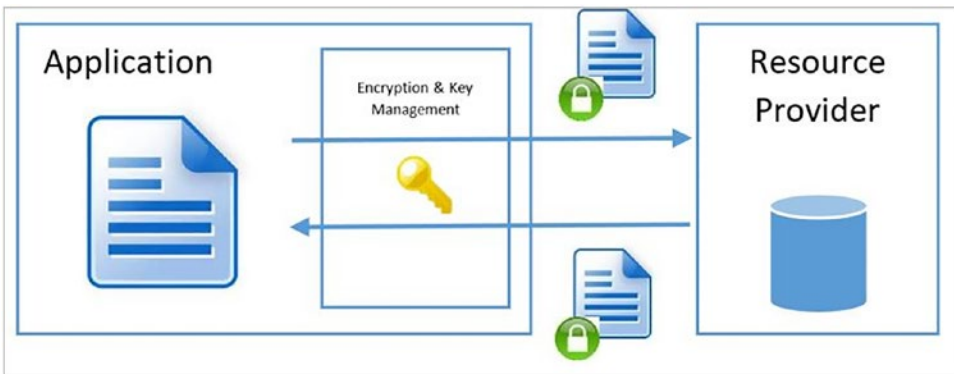 Application
Encryption & Key
Management
Resource
Provider